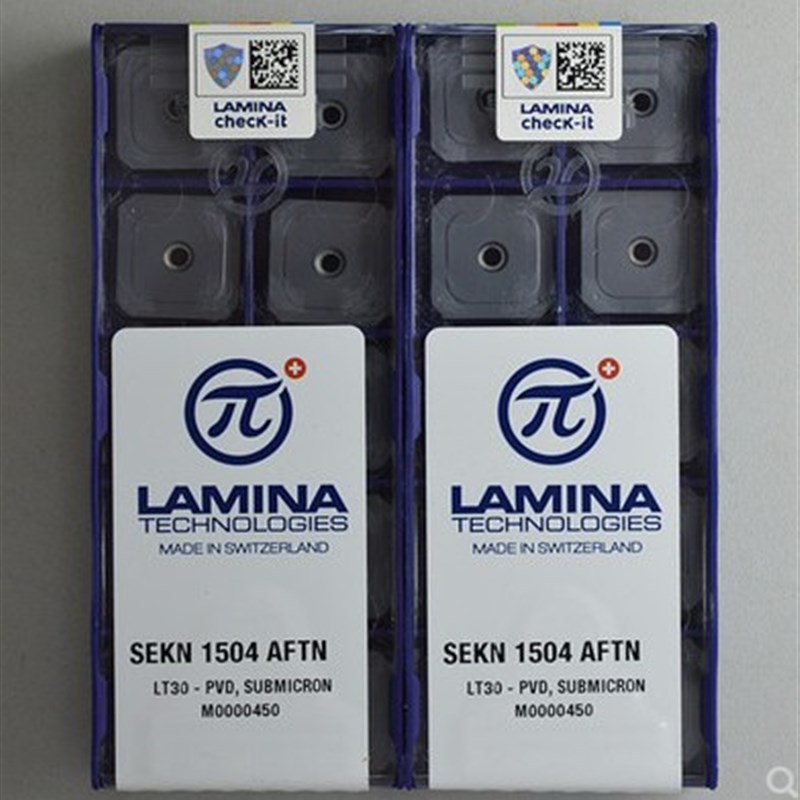 LAMINA
checK-it
LAMINA
checK-it
π
LAMINA
TECHNOLOGIES
MADE IN SWITZERLAND
SEKN 1504 AFTN
LT30 - PVD, SUBMICRON
M0000450
π
LAMINA
TECHNOLOGIES
MADE IN SWITZERLAND
SEKN 1504 AFTN
LT30 - PVD, SUBMICRON
M0000450